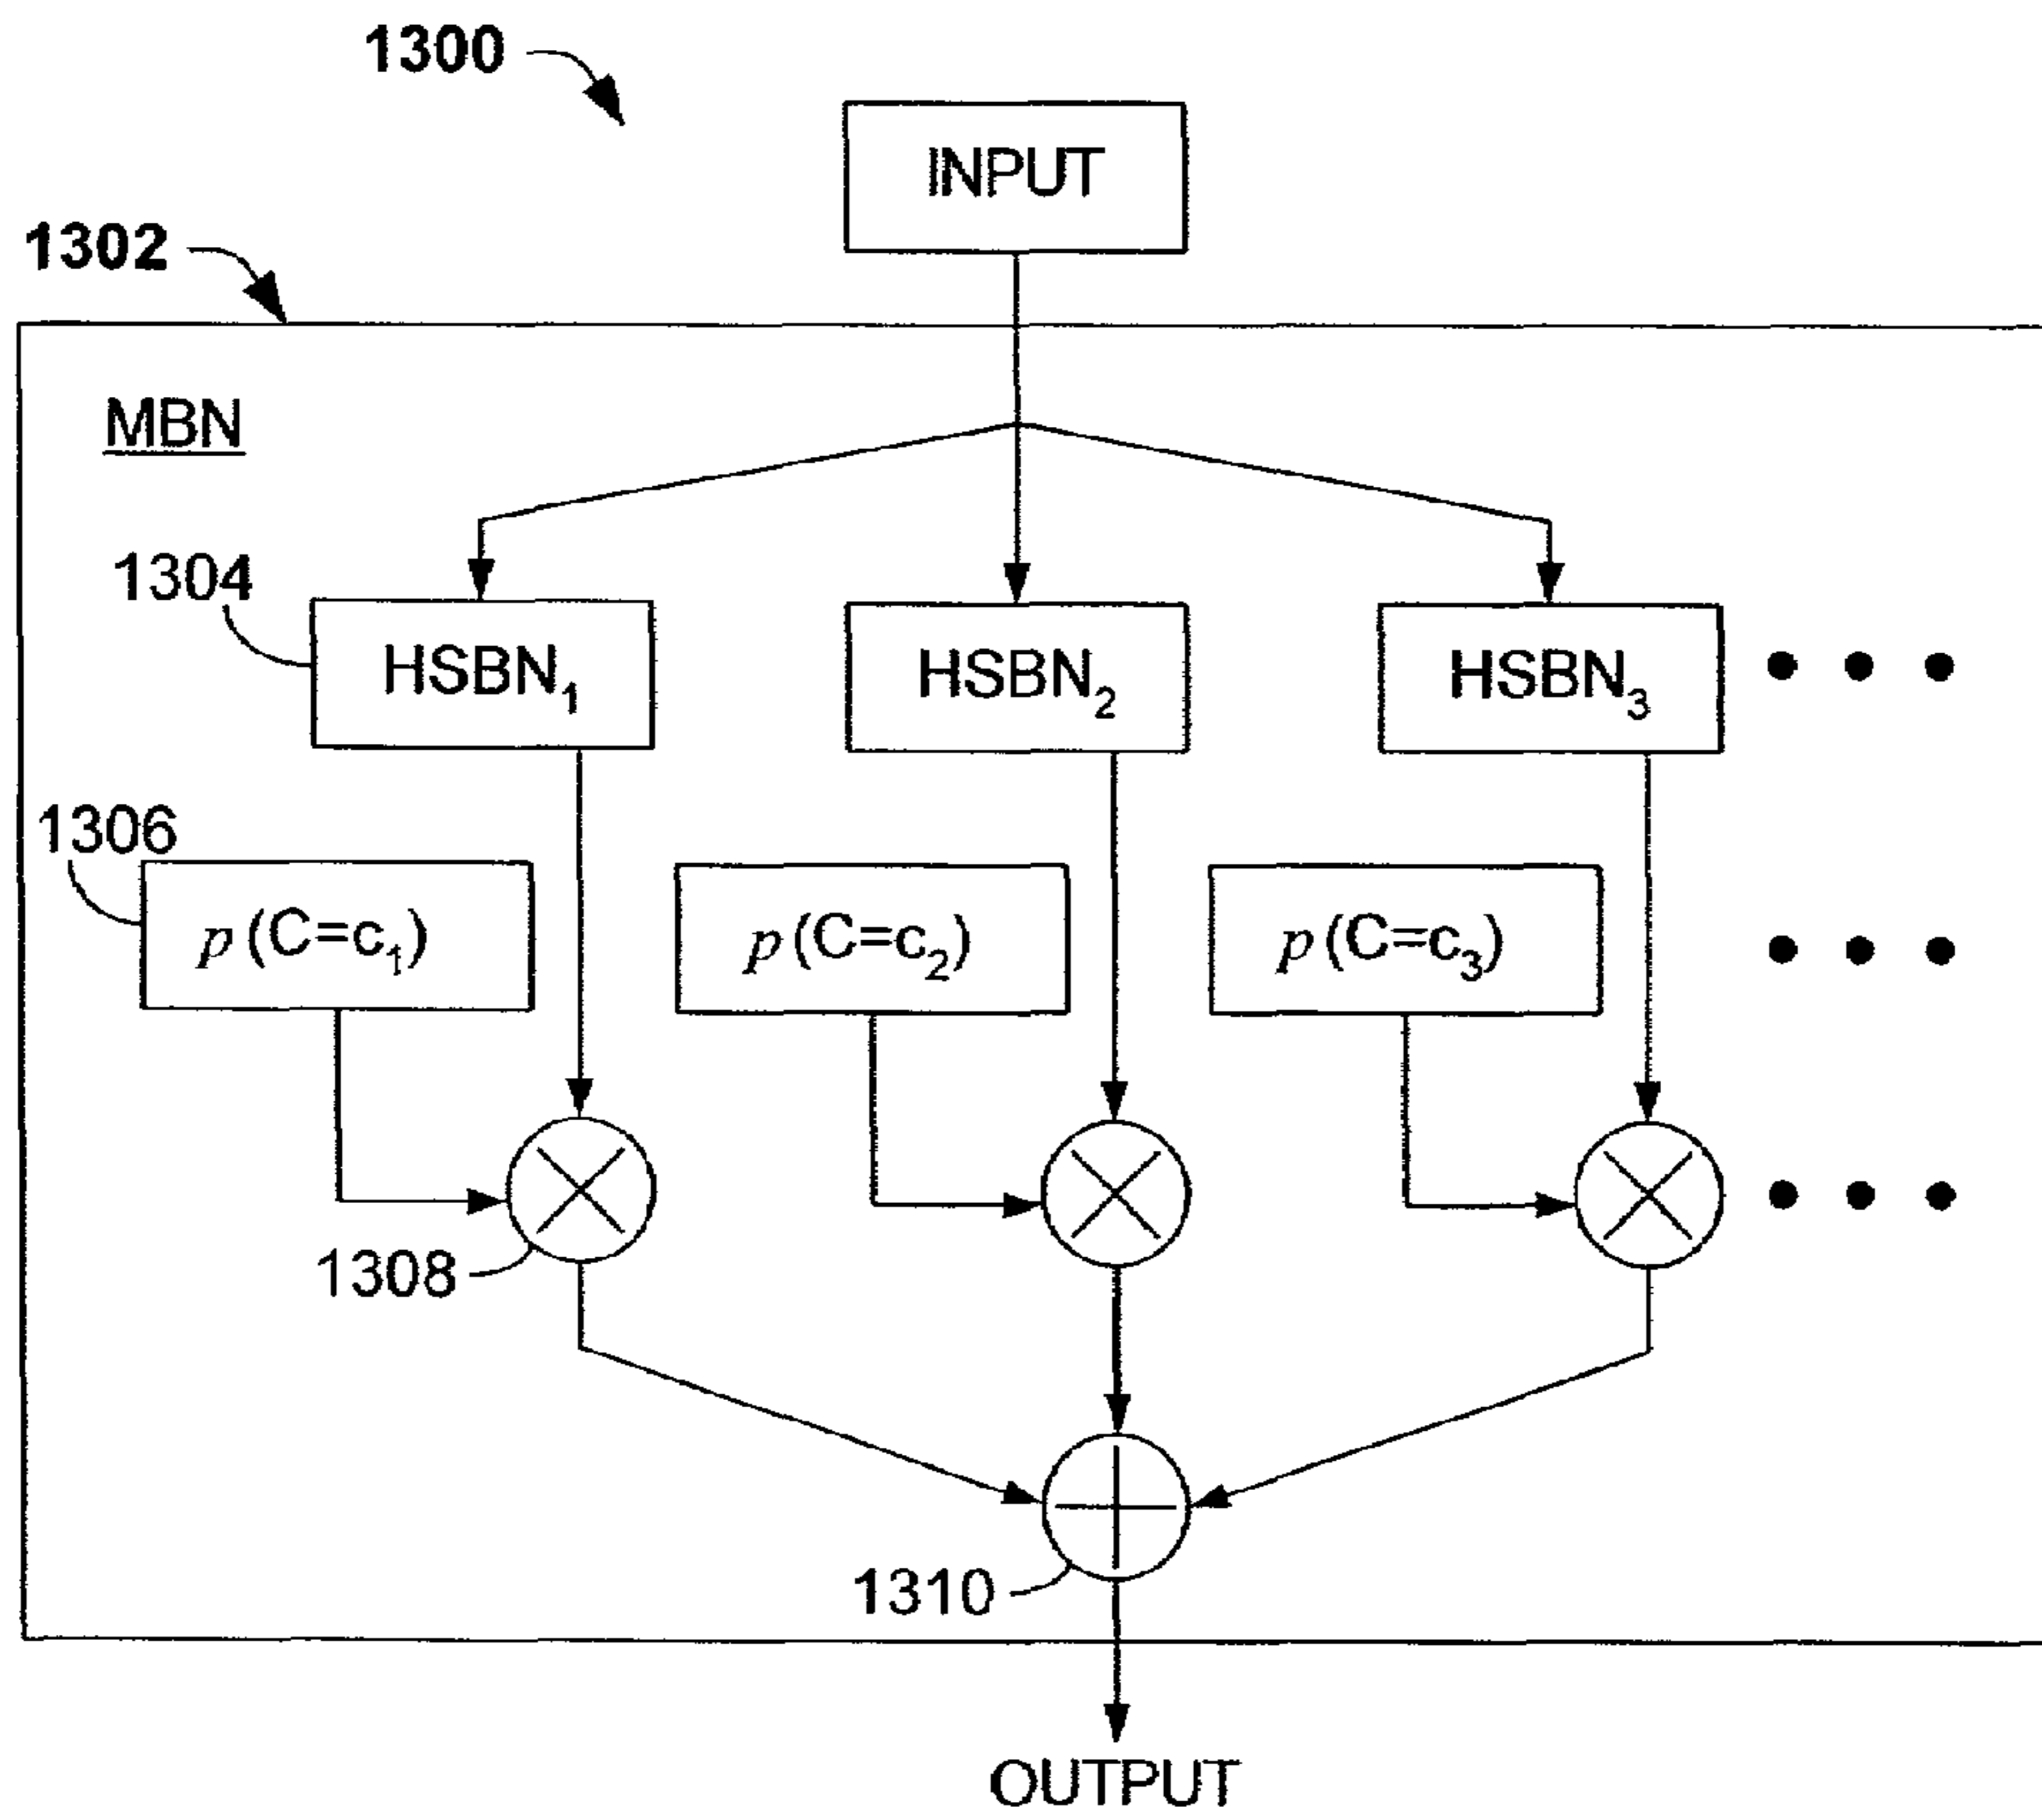 1300
INPUT
1302
MBN
1304
HSBN₁ HSBN₂ HSBN₃ • • •
1306
p(C=c₁) p(C=c₂) p(C=c₃) • • •
1308
• • •
1310
OUTPUT